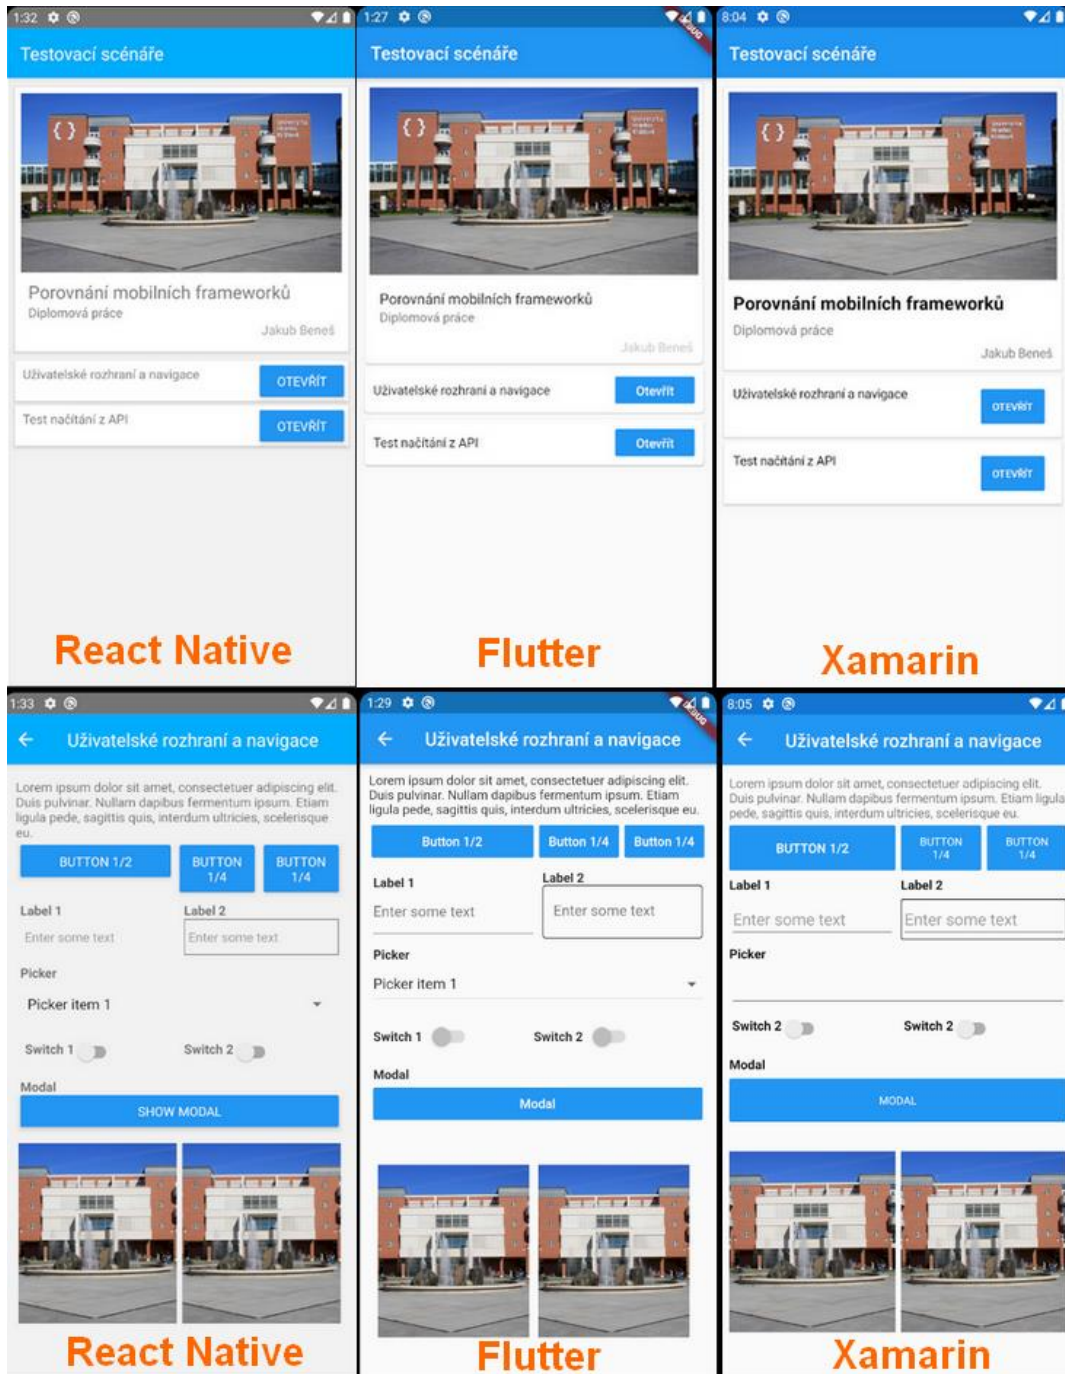 1:32
Testovací scénáře
{ }
Porovnání mobilních frameworků
Diplomová práce
Jakub Beneš
Uživatelské rozhraní a navigace
OTEVŘÍT
Test načítání z API
OTEVŘÍT
React Native
1:27
DEBUG
Testovací scénáře
{ }
Porovnání mobilních frameworků
Diplomová práce
Jakub Beneš
Uživatelské rozhraní a navigace
Otevřít
Test načítání z API
Otevřít
Flutter
8:04
Testovací scénáře
{ }
Porovnání mobilních frameworků
Diplomová práce
Jakub Beneš
Uživatelské rozhraní a navigace
OTEVŘÍT
Test načítání z API
OTEVŘÍT
Xamarin
1:33
Uživatelské rozhraní a navigace
Lorem ipsum dolor sit amet, consectetuer adipiscing elit.
Duis pulvinar. Nullam dapibus fermentum ipsum. Etiam
ligula pede, sagittis quis, interdum ultricies, scelerisque
eu.
BUTTON 1/2
BUTTON
1/4
BUTTON
1/4
Label 1
Label 2
Enter some text
Enter some text
Picker
Picker item 1
Switch 1
Switch 2
Modal
SHOW MODAL
React Native
1:29
DEBUG
Uživatelské rozhraní a navigace
Lorem ipsum dolor sit amet, consectetuer adipiscing elit.
Duis pulvinar. Nullam dapibus fermentum ipsum. Etiam
ligula pede, sagittis quis, interdum ultricies, scelerisque eu.
Button 1/2
Button 1/4
Button 1/4
Label 1
Label 2
Enter some text
Enter some text
Picker
Picker item 1
Switch 1
Switch 2
Modal
Modal
Flutter
8:05
Uživatelské rozhraní a navigace
Lorem ipsum dolor sit amet, consectetuer adipiscing elit.
Duis pulvinar. Nullam dapibus fermentum ipsum. Etiam ligula
pede, sagittis quis, interdum ultricies, scelerisque eu.
BUTTON 1/2
BUTTON
1/4
BUTTON
1/4
Label 1
Label 2
Enter some text
Enter some text
Picker
Switch 2
Switch 2
Modal
MODAL
Xamarin